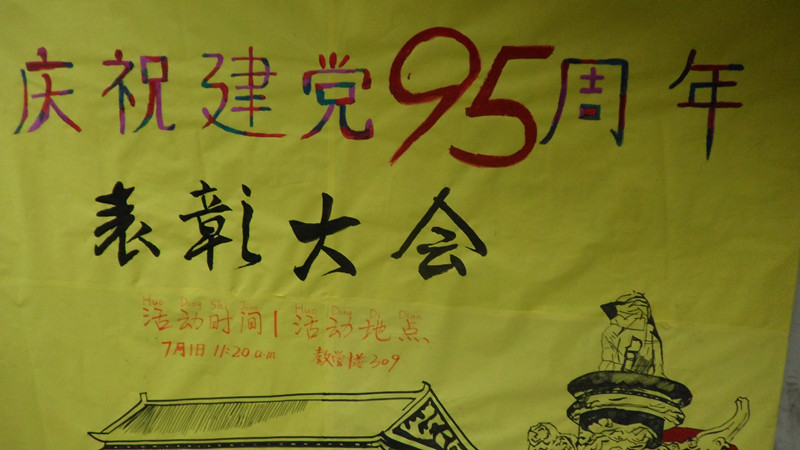 庆祝建党95周年
表彰大会
Huo Dong Shi Jian Huo Dong Di Dian
活动时间 | 活动地点
7月1日 11:20 a.m 教学楼309